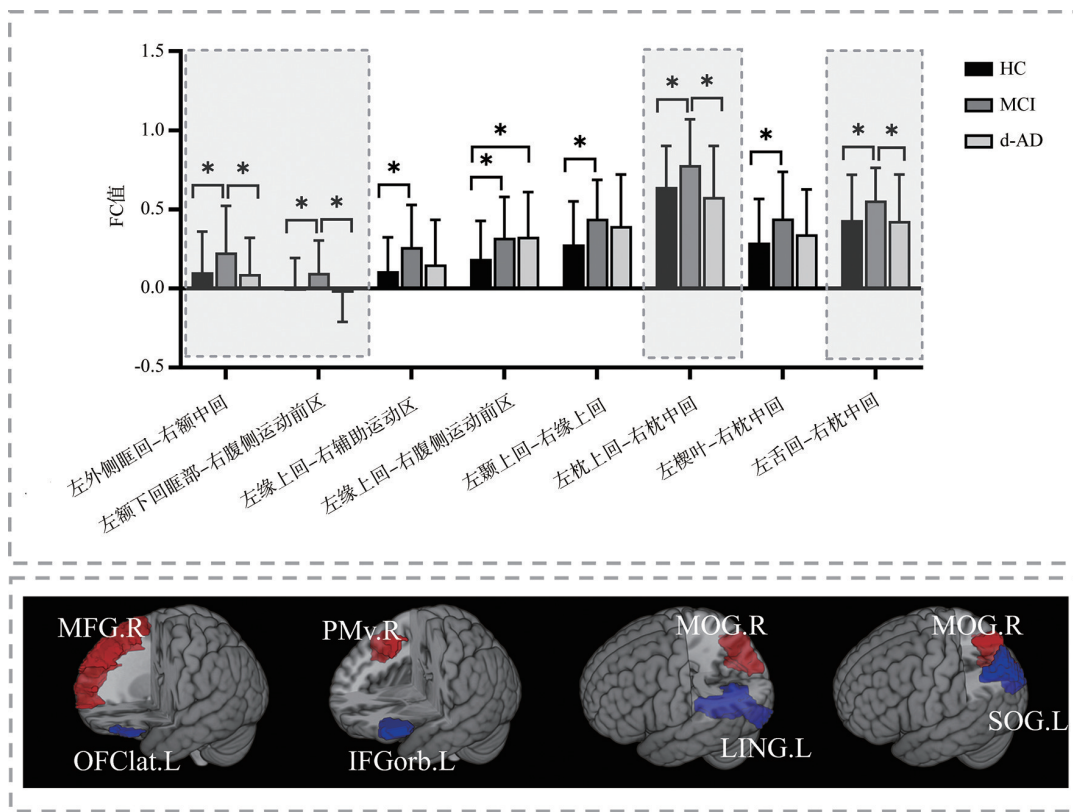 1.5
1.0
0.5
0.0
-0.5
FC值
*
*
*
*
*
*
*
*
*
*
*
*
*
HC
MCI
d-AD
左外侧眶回-右额中回
左额下回眶部-右腹侧运动前区
左缘上回-右辅助运动区
左缘上回-右腹侧运动前区
左颞上回-右缘上回
左枕上回-右枕中回
左楔叶-右枕中回
左舌回-右枕中回
MFG.R
OFClat.L
PMv.R
IFGorb.L
MOG.R
LING.L
MOG.R
SOG.L